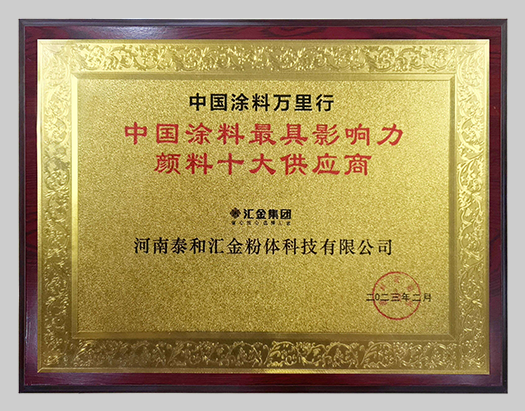 中国涂料万里行
中国涂料最具影响力
颜料十大供应商
汇金集团
河南泰和汇金粉体科技有限公司
二〇二三年二月